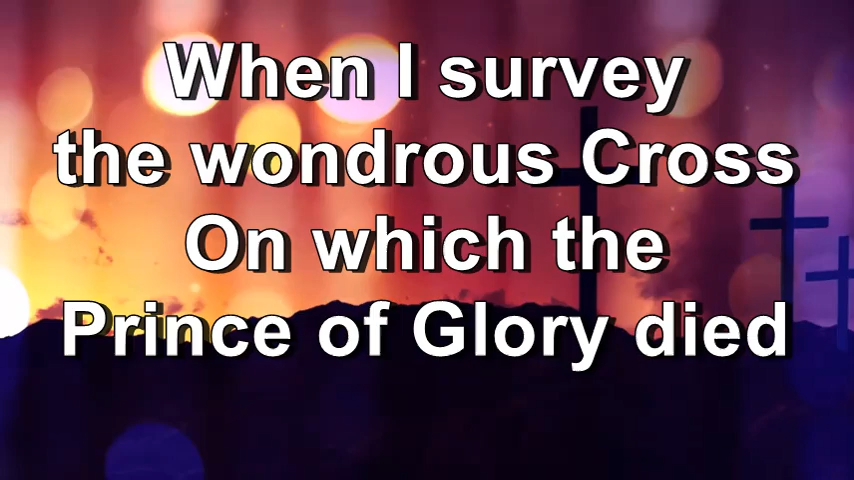 When I survey
the wondrous Cross
On which the
Prince of Glory died